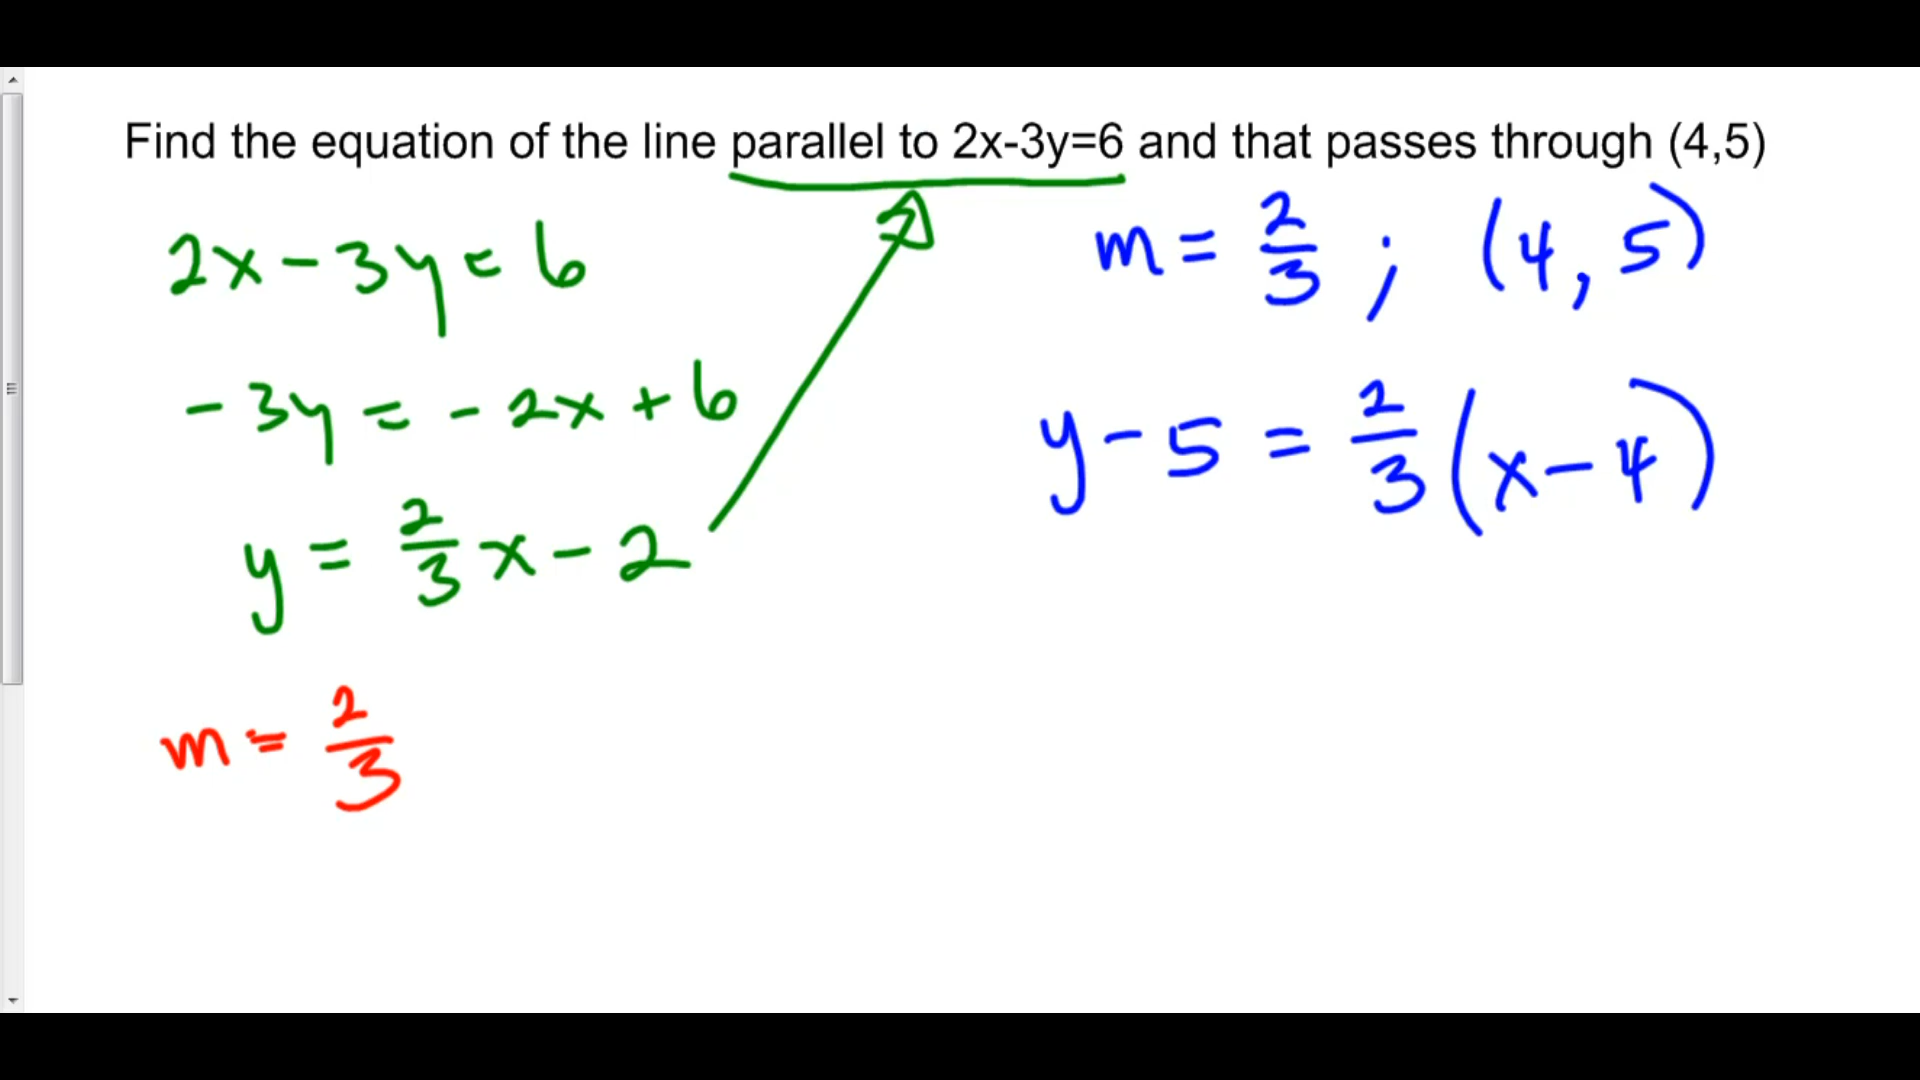 Find the equation of the line parallel to 2x-3y=6 and that passes through (4,5)
2x - 3y = 6
-3y = -2x + 6
y = 2/3 x - 2
m = 2/3
m = 2/3 ; (4, 5)
y - 5 = 2/3 (x - 4)